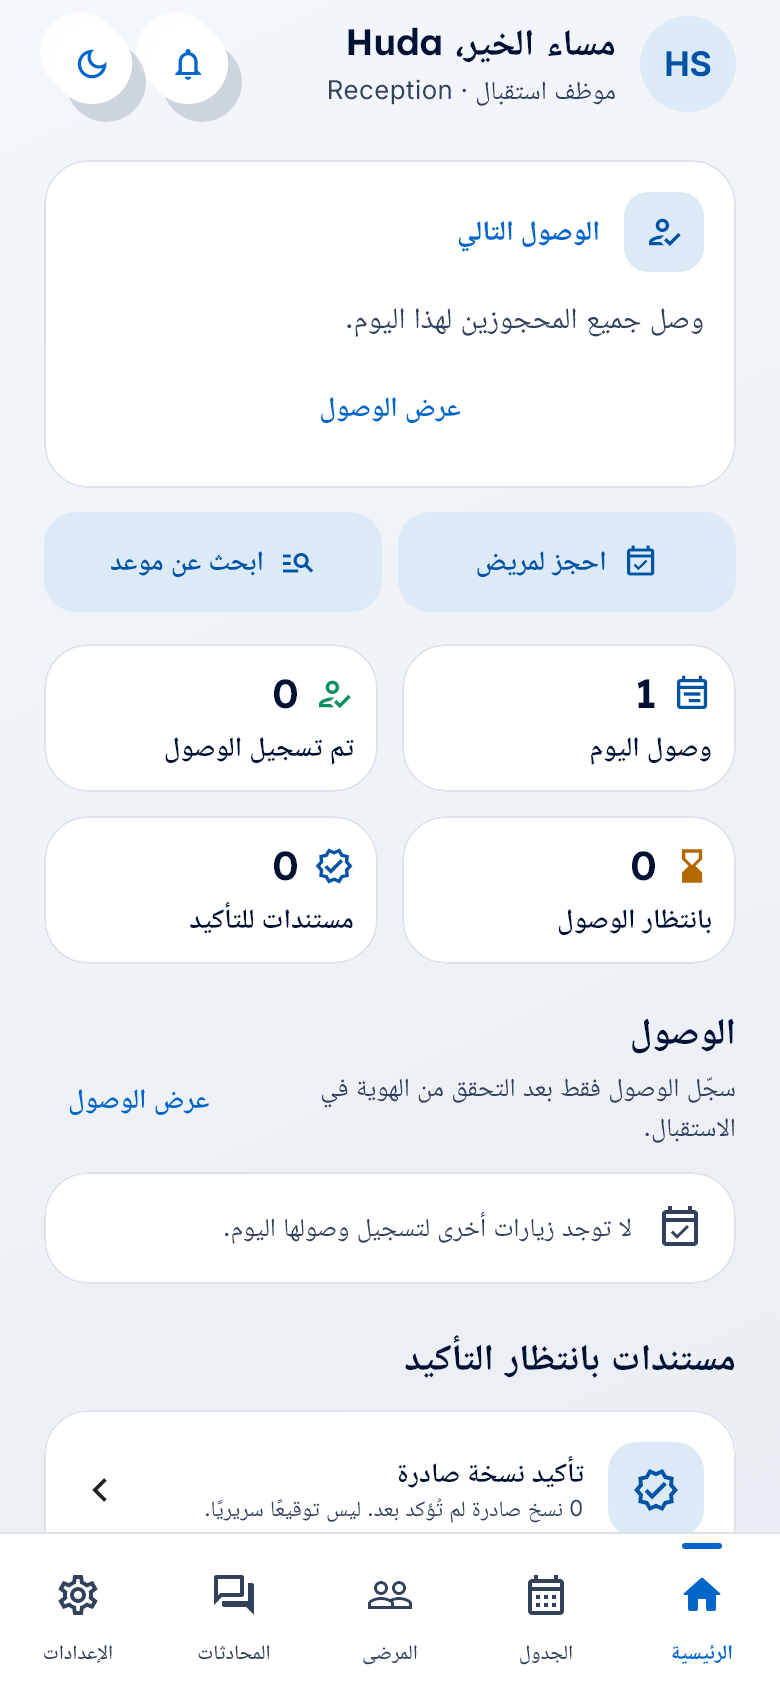 HS
مساء الخير، Huda
موظف استقبال · Reception
الوصول التالي
وصل جميع المحجوزين لهذا اليوم.
عرض الوصول
احجز لمريض
ابحث عن موعد
1
وصول اليوم
0
تم تسجيل الوصول
0
بانتظار الوصول
0
مستندات للتأكيد
الوصول
سجّل الوصول فقط بعد التحقق من الهوية في
الاستقبال.
عرض الوصول
لا توجد زيارات أخرى لتسجيل وصولها اليوم.
مستندات بانتظار التأكيد
تأكيد نسخة صادرة
0 نسخ صادرة لم تُؤكد بعد. ليس توقيعًا سريريًا.
الرئيسية
الجدول
المرضى
المحادثات
الإعدادات